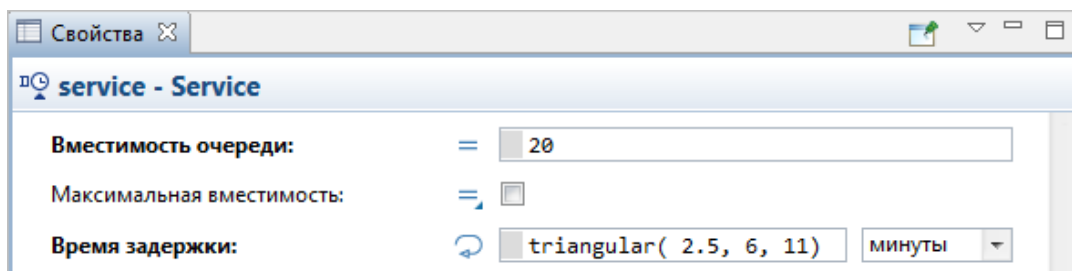 Свойства
service - Service
Вместимость очереди: 20
Максимальная вместимость:
Время задержки: triangular( 2.5, 6, 11) минуты